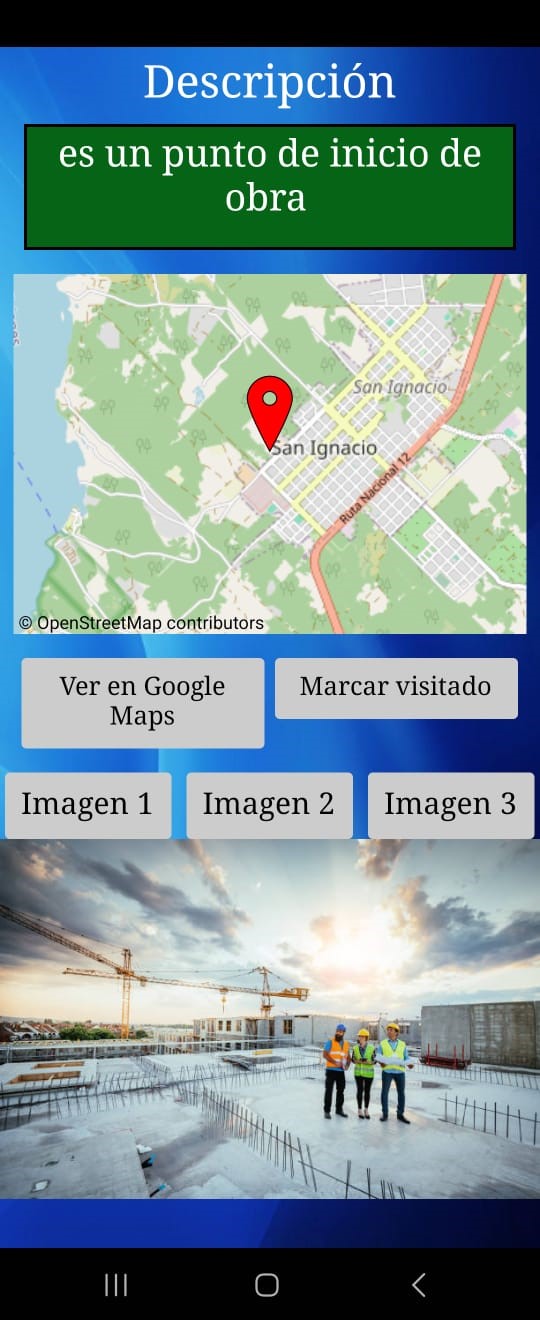 Descripción
es un punto de inicio de
obra
San Ignacio
San Ignacio
Ruta Nacional 12
© OpenStreetMap contributors
Ver en Google
Maps
Marcar visitado
Imagen 1
Imagen 2
Imagen 3